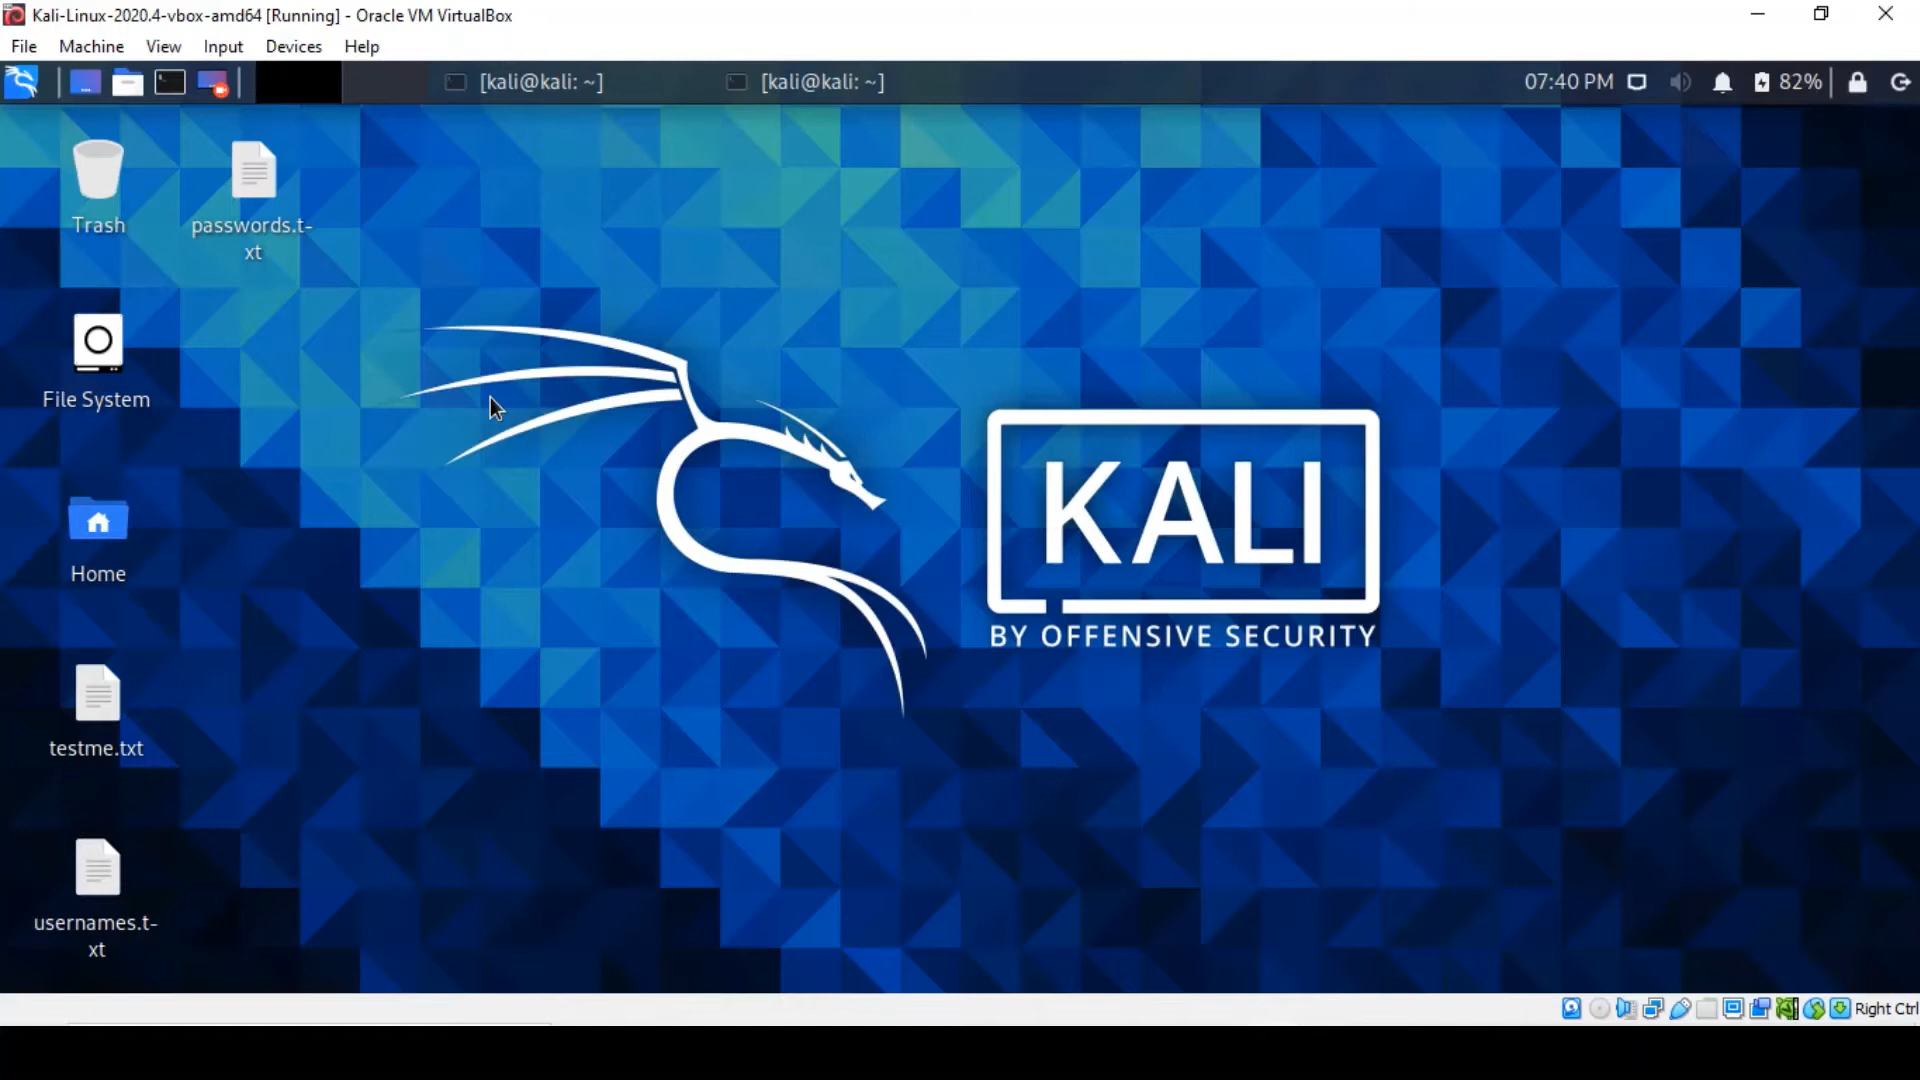 Kali-Linux-2020.4-vbox-amd64 [Running] - Oracle VM VirtualBox
File Machine View Input Devices Help
[kali@kali: ~] [kali@kali: ~] 07:40 PM 82%
Trash
passwords.t-
xt
File System
Home
testme.txt
usernames.t-
xt
KALI
BY OFFENSIVE SECURITY
Right Ctrl